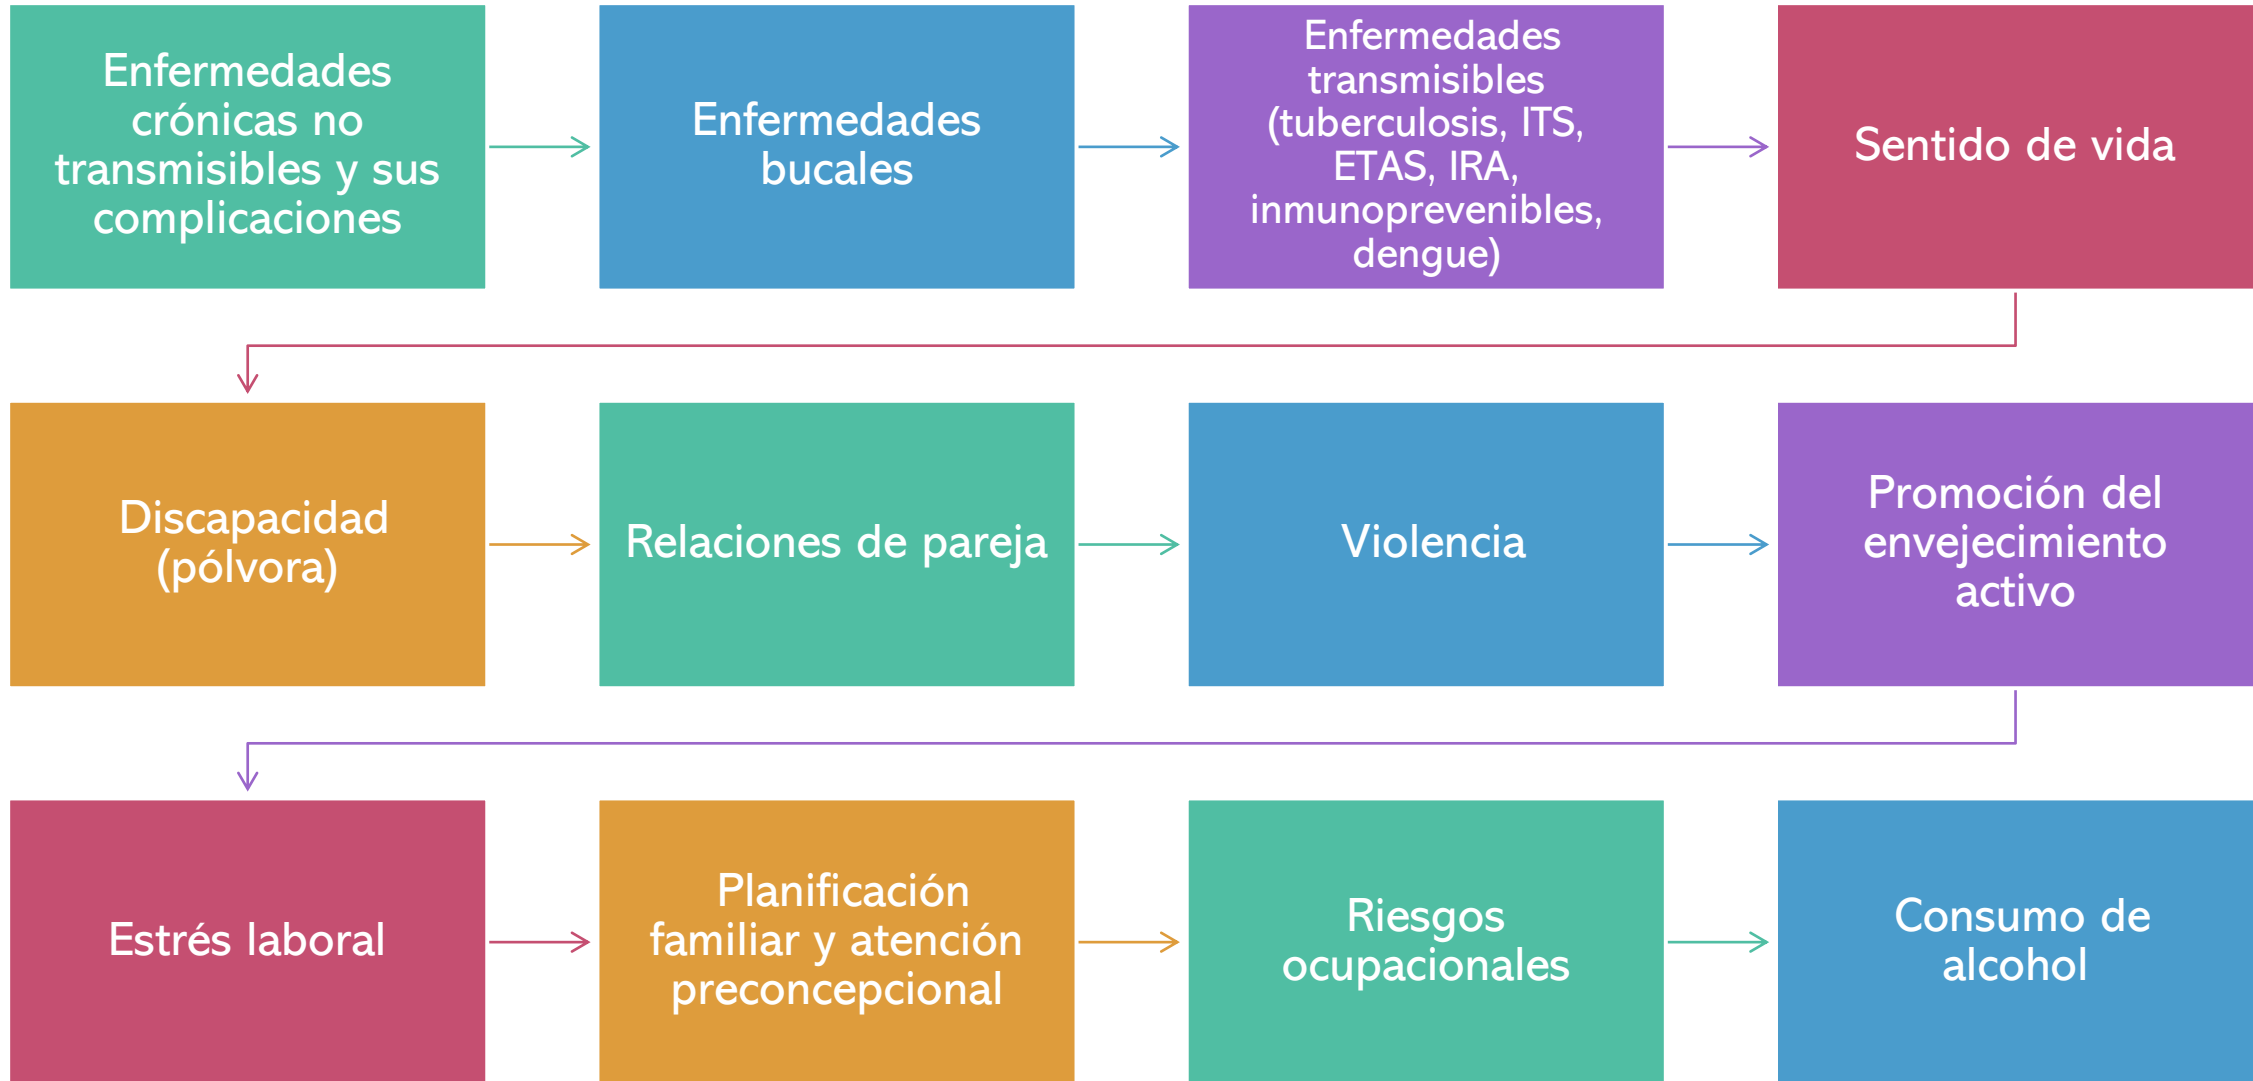 Enfermedades
crónicas no
transmisibles y sus
complicaciones
Enfermedades
bucales
Enfermedades
transmisibles
(tuberculosis, ITS,
ETAS, IRA,
inmunoprevenibles,
dengue)
Sentido de vida
Discapacidad
(pólvora)
Relaciones de pareja
Violencia
Promoción del
envejecimiento
activo
Estrés laboral
Planificación
familiar y atención
preconcepcional
Riesgos
ocupacionales
Consumo de
alcohol